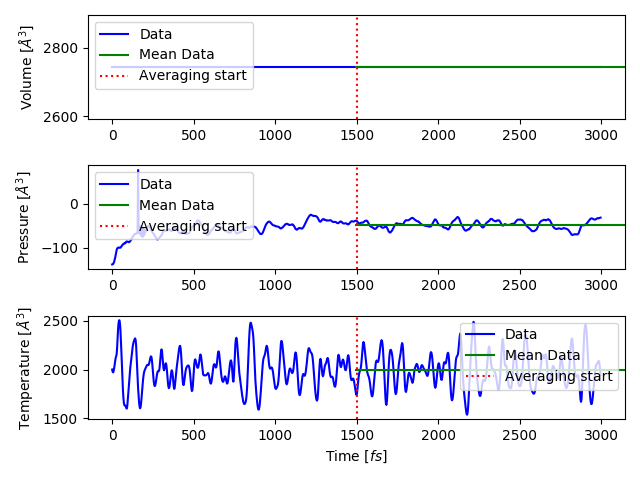 Volume [Å³]
2800
2600
Data
Mean Data
Averaging start
0 500 1000 1500 2000 2500 3000
Pressure [Å³]
0
−100
Data
Mean Data
Averaging start
0 500 1000 1500 2000 2500 3000
Temperature [Å³]
2500
2000
1500
Data
Mean Data
Averaging start
0 500 1000 1500 2000 2500 3000
Time [fs]